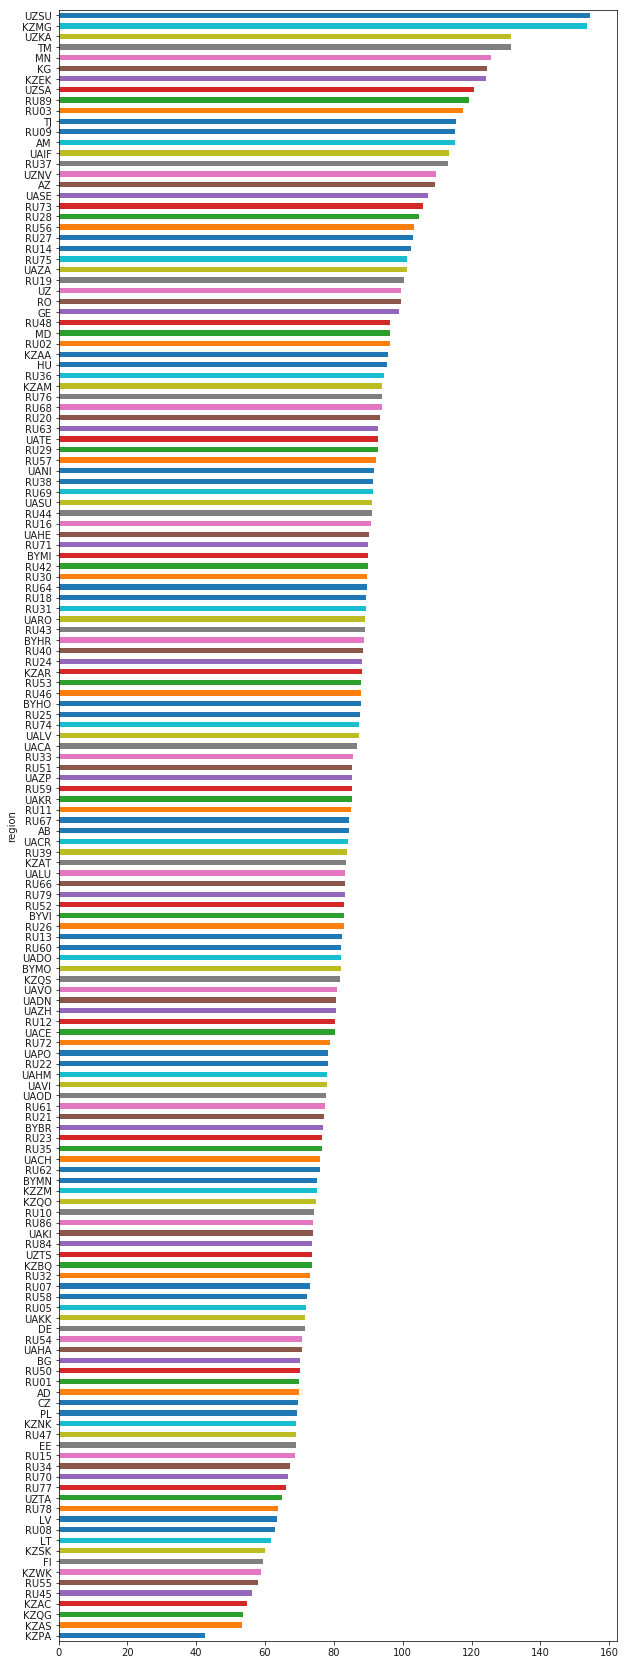 UZSU
KZMG
UZKA
TM
MN
KG
KZEK
UZSA
RU89
RU03
TJ
RU09
AM
UAIF
RU37
UZNV
AZ
UASE
RU73
RU28
RU56
RU27
RU14
RU75
UAZA
RU19
UZ
RO
GE
RU48
MD
RU02
KZAA
HU
RU36
KZAM
RU76
RU68
RU20
RU63
UATE
RU29
RU57
UANI
RU38
RU69
UASU
RU44
RU16
UAHE
RU71
BYMI
RU42
RU30
RU64
RU18
RU31
UARO
RU43
BYHR
RU40
RU24
KZAR
RU53
RU46
BYHO
RU25
RU74
UALV
UACA
RU33
RU51
UAZP
RU59
UAKR
RU11
RU67
AB
UACR
RU39
KZAT
UALU
RU66
RU79
RU52
BYVI
RU26
RU13
RU60
UADO
BYMO
KZQS
UAVO
UADN
UAZH
RU12
UACE
RU72
UAPO
RU22
UAHM
UAVI
UAOD
RU61
RU21
BYBR
RU23
RU35
UACH
RU62
BYMN
KZZM
KZQO
RU10
RU86
UAKI
RU84
UZTS
KZBQ
RU32
RU07
RU58
RU05
UAKK
DE
RU54
UAHA
BG
RU50
RU01
AD
CZ
PL
KZNK
RU47
EE
RU15
RU34
RU70
RU77
UZTA
RU78
LV
RU08
LT
KZSK
FI
KZWK
RU55
RU45
KZAC
KZQG
KZAS
KZPA
region
0 20 40 60 80 100 120 140 160